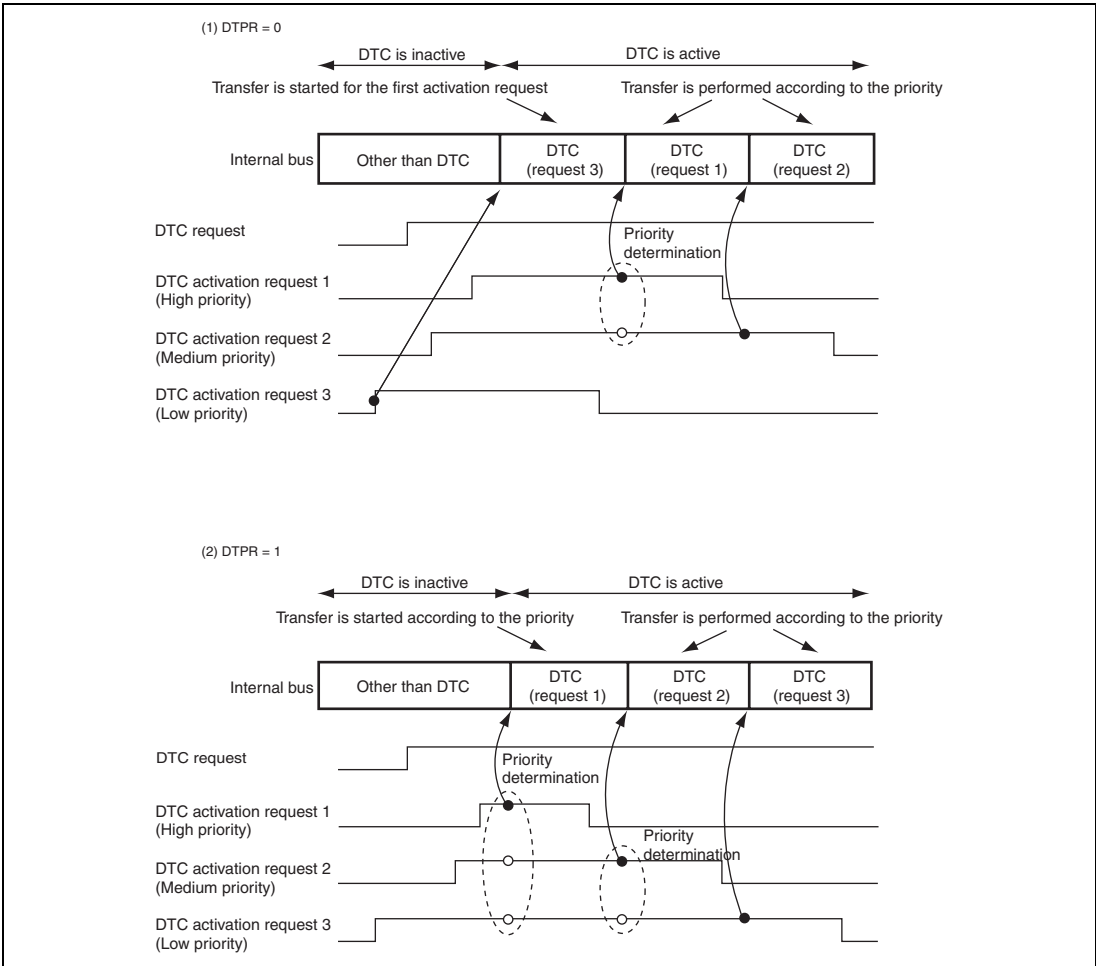 (1) DTPR = 0
DTC is inactive
DTC is active
Transfer is started for the first activation request
Transfer is performed according to the priority
Internal bus
Other than DTC
DTC
(request 3)
DTC
(request 1)
DTC
(request 2)
DTC request
Priority
determination
DTC activation request 1
(High priority)
DTC activation request 2
(Medium priority)
DTC activation request 3
(Low priority)
(2) DTPR = 1
DTC is inactive
DTC is active
Transfer is started according to the priority
Transfer is performed according to the priority
Internal bus
Other than DTC
DTC
(request 1)
DTC
(request 2)
DTC
(request 3)
DTC request
Priority
determination
DTC activation request 1
(High priority)
Priority
determination
DTC activation request 2
(Medium priority)
DTC activation request 3
(Low priority)